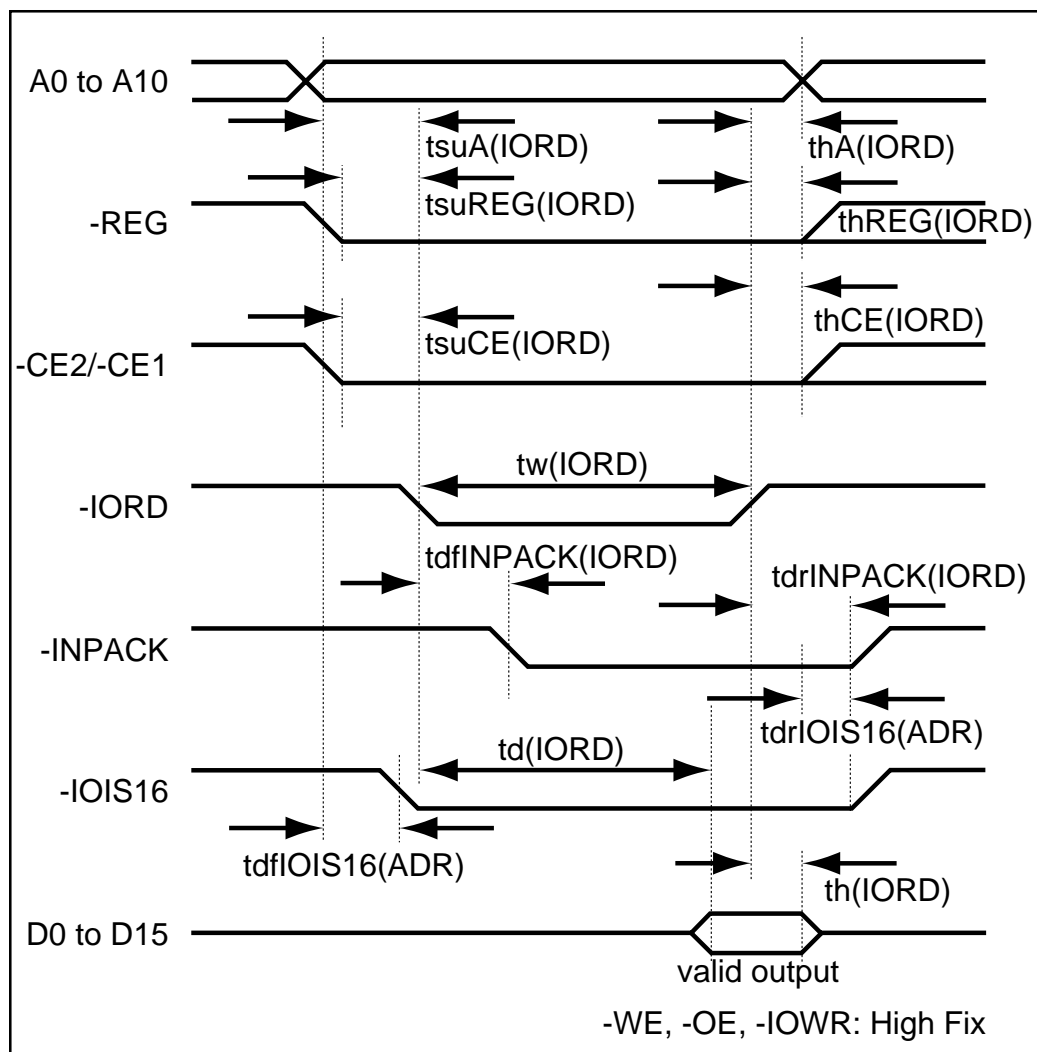 A0 to A10
tsuA(IORD)
thA(IORD)
tsuREG(IORD)
-REG
thREG(IORD)
thCE(IORD)
tsuCE(IORD)
-CE2/-CE1
tw(IORD)
-IORD
tdfINPACK(IORD)
tdrINPACK(IORD)
-INPACK
tdrIOIS16(ADR)
td(IORD)
-IOIS16
tdfIOIS16(ADR)
th(IORD)
D0 to D15
valid output
-WE, -OE, -IOWR: High Fix